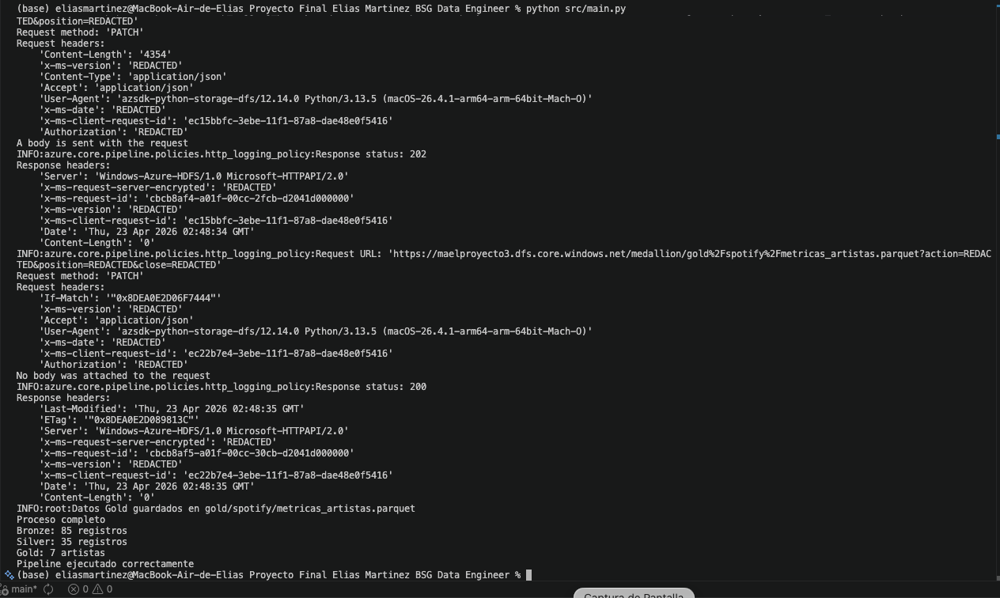 (base) eliasmartinez@MacBook-Air-de-Elias Proyecto Final Elias Martinez BSG Data Engineer % python src/main.py
TED&position=REDACTED'
Request method: 'PATCH'
Request headers:
    'Content-Length': '4354'
    'x-ms-version': 'REDACTED'
    'Content-Type': 'application/json'
    'Accept': 'application/json'
    'User-Agent': 'azsdk-python-storage-dfs/12.14.0 Python/3.13.5 (macOS-26.4.1-arm64-arm-64bit-Mach-O)'
    'x-ms-date': 'REDACTED'
    'x-ms-client-request-id': 'ec15bbfc-3ebe-11f1-87a8-dae48e0f5416'
    'Authorization': 'REDACTED'
A body is sent with the request
INFO:azure.core.pipeline.policies.http_logging_policy:Response status: 202
Response headers:
    'Server': 'Windows-Azure-HDFS/1.0 Microsoft-HTTPAPI/2.0'
    'x-ms-request-server-encrypted': 'REDACTED'
    'x-ms-request-id': 'cbcb8af4-a01f-00cc-2fcb-d2041d000000'
    'x-ms-version': 'REDACTED'
    'x-ms-client-request-id': 'ec15bbfc-3ebe-11f1-87a8-dae48e0f5416'
    'Date': 'Thu, 23 Apr 2026 02:48:34 GMT'
    'Content-Length': '0'
INFO:azure.core.pipeline.policies.http_logging_policy:Request URL: 'https://maelproyecto3.dfs.core.windows.net/medallion/gold%2Fspotify%2Fmetricas_artistas.parquet?action=REDAC
TED&position=REDACTED&close=REDACTED'
Request method: 'PATCH'
Request headers:
    'If-Match': '"0x8DEA0E2D06F7444"'
    'x-ms-version': 'REDACTED'
    'Accept': 'application/json'
    'User-Agent': 'azsdk-python-storage-dfs/12.14.0 Python/3.13.5 (macOS-26.4.1-arm64-arm-64bit-Mach-O)'
    'x-ms-date': 'REDACTED'
    'x-ms-client-request-id': 'ec22b7e4-3ebe-11f1-87a8-dae48e0f5416'
    'Authorization': 'REDACTED'
No body was attached to the request
INFO:azure.core.pipeline.policies.http_logging_policy:Response status: 200
Response headers:
    'Last-Modified': 'Thu, 23 Apr 2026 02:48:35 GMT'
    'ETag': '"0x8DEA0E2D089813C"'
    'Server': 'Windows-Azure-HDFS/1.0 Microsoft-HTTPAPI/2.0'
    'x-ms-request-server-encrypted': 'REDACTED'
    'x-ms-request-id': 'cbcb8af5-a01f-00cc-30cb-d2041d000000'
    'x-ms-version': 'REDACTED'
    'x-ms-client-request-id': 'ec22b7e4-3ebe-11f1-87a8-dae48e0f5416'
    'Date': 'Thu, 23 Apr 2026 02:48:35 GMT'
    'Content-Length': '0'
INFO:root:Datos Gold guardados en gold/spotify/metricas_artistas.parquet
Proceso completo
Bronze: 85 registros
Silver: 35 registros
Gold: 7 artistas
Pipeline ejecutado correctamente
(base) eliasmartinez@MacBook-Air-de-Elias Proyecto Final Elias Martinez BSG Data Engineer %
main* 0 0
Captura de Pantalla